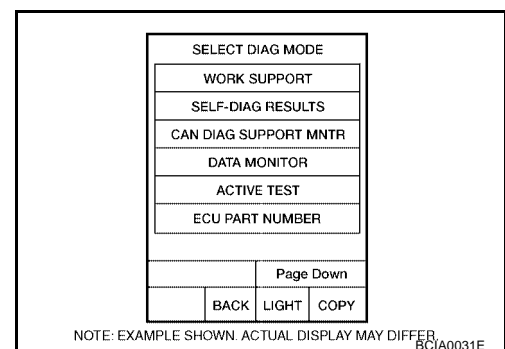 SELECT DIAG MODE
WORK SUPPORT
SELF-DIAG RESULTS
CAN DIAG SUPPORT MNTR
DATA MONITOR
ACTIVE TEST
ECU PART NUMBER
Page Down
BACK LIGHT COPY
NOTE: EXAMPLE SHOWN. ACTUAL DISPLAY MAY DIFFER.
BCIA0031E